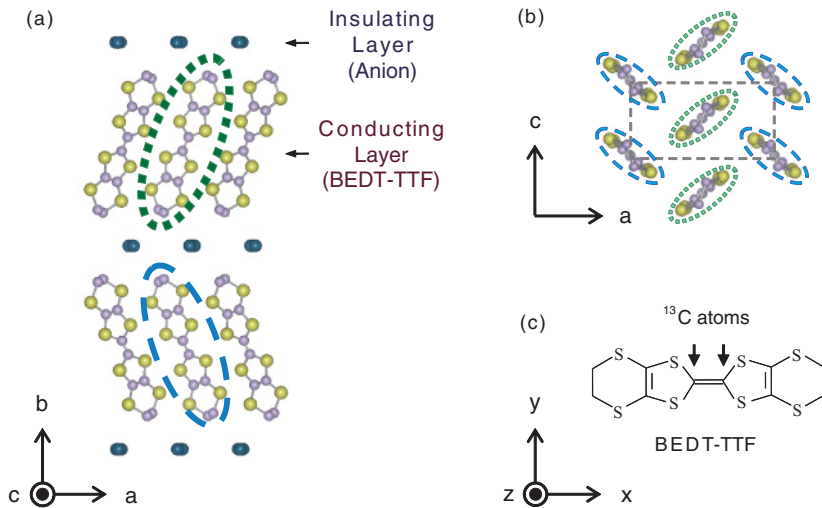 (a)
Insulating
Layer
(Anion)
Conducting
Layer
(BEDT-TTF)
b
c
a
(b)
c
a
(c)
13C atoms
S
S
S
S
S
S
S
S
BEDT-TTF
y
z
x